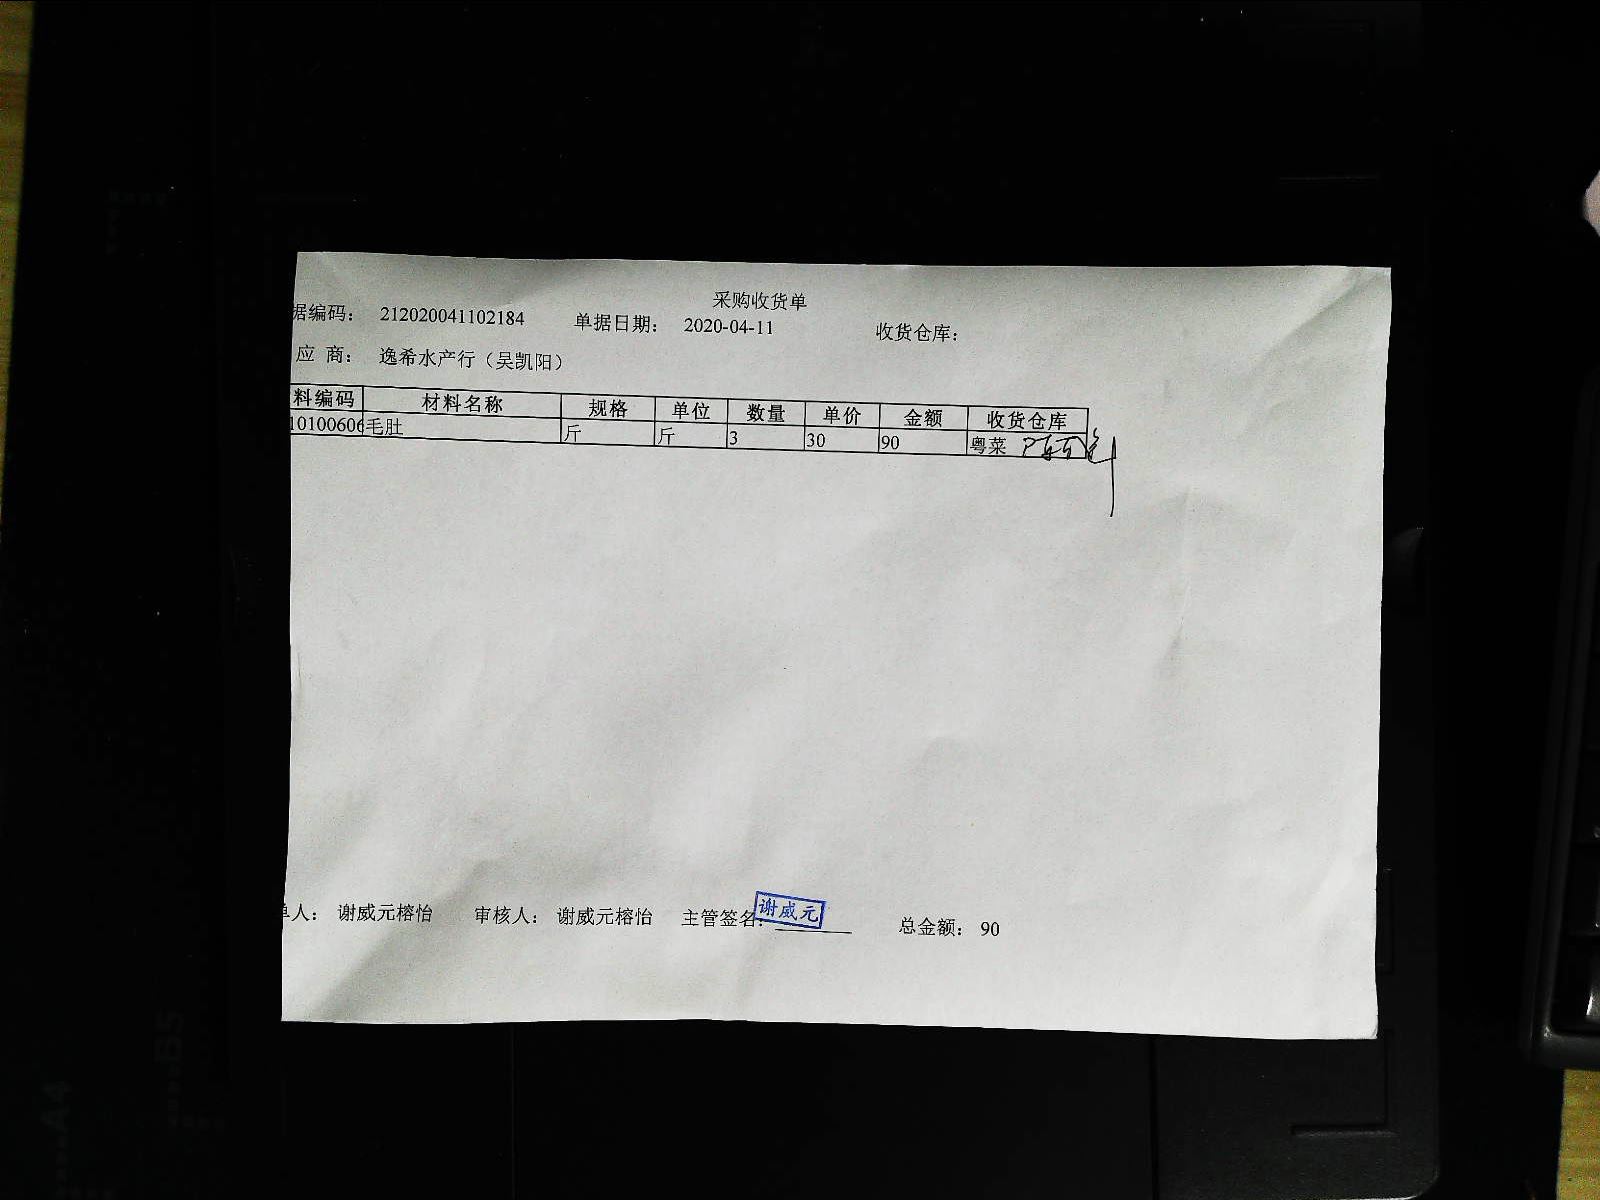 采购收货单
据编码： 212020041102184 单据日期： 2020-04-11 收货仓库：
应 商： 逸希水产行（吴凯阳）
料编码 材料名称 规格 单位 数量 单价 金额 收货仓库
10100606 毛肚 斤 斤 3 30 90 粤菜
单人： 谢威元榕怡 审核人： 谢威元榕怡 主管签名： 谢威元 总金额： 90
B5
A4